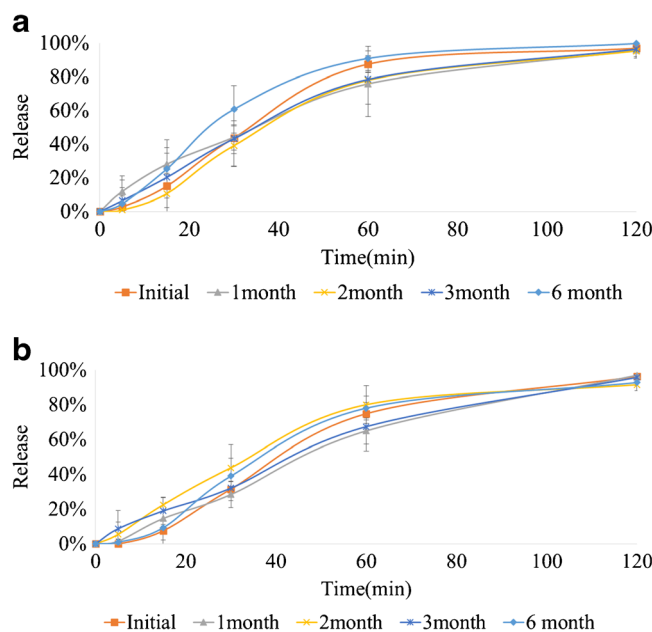 a
100%
80%
60%
40%
20%
0%
Release
0 20 40 60 80 100 120
Time(min)
Initial 1month 2month 3month 6 month
b
100%
80%
60%
40%
20%
0%
Release
0 20 40 60 80 100 120
Time(min)
Initial 1month 2month 3month 6 month